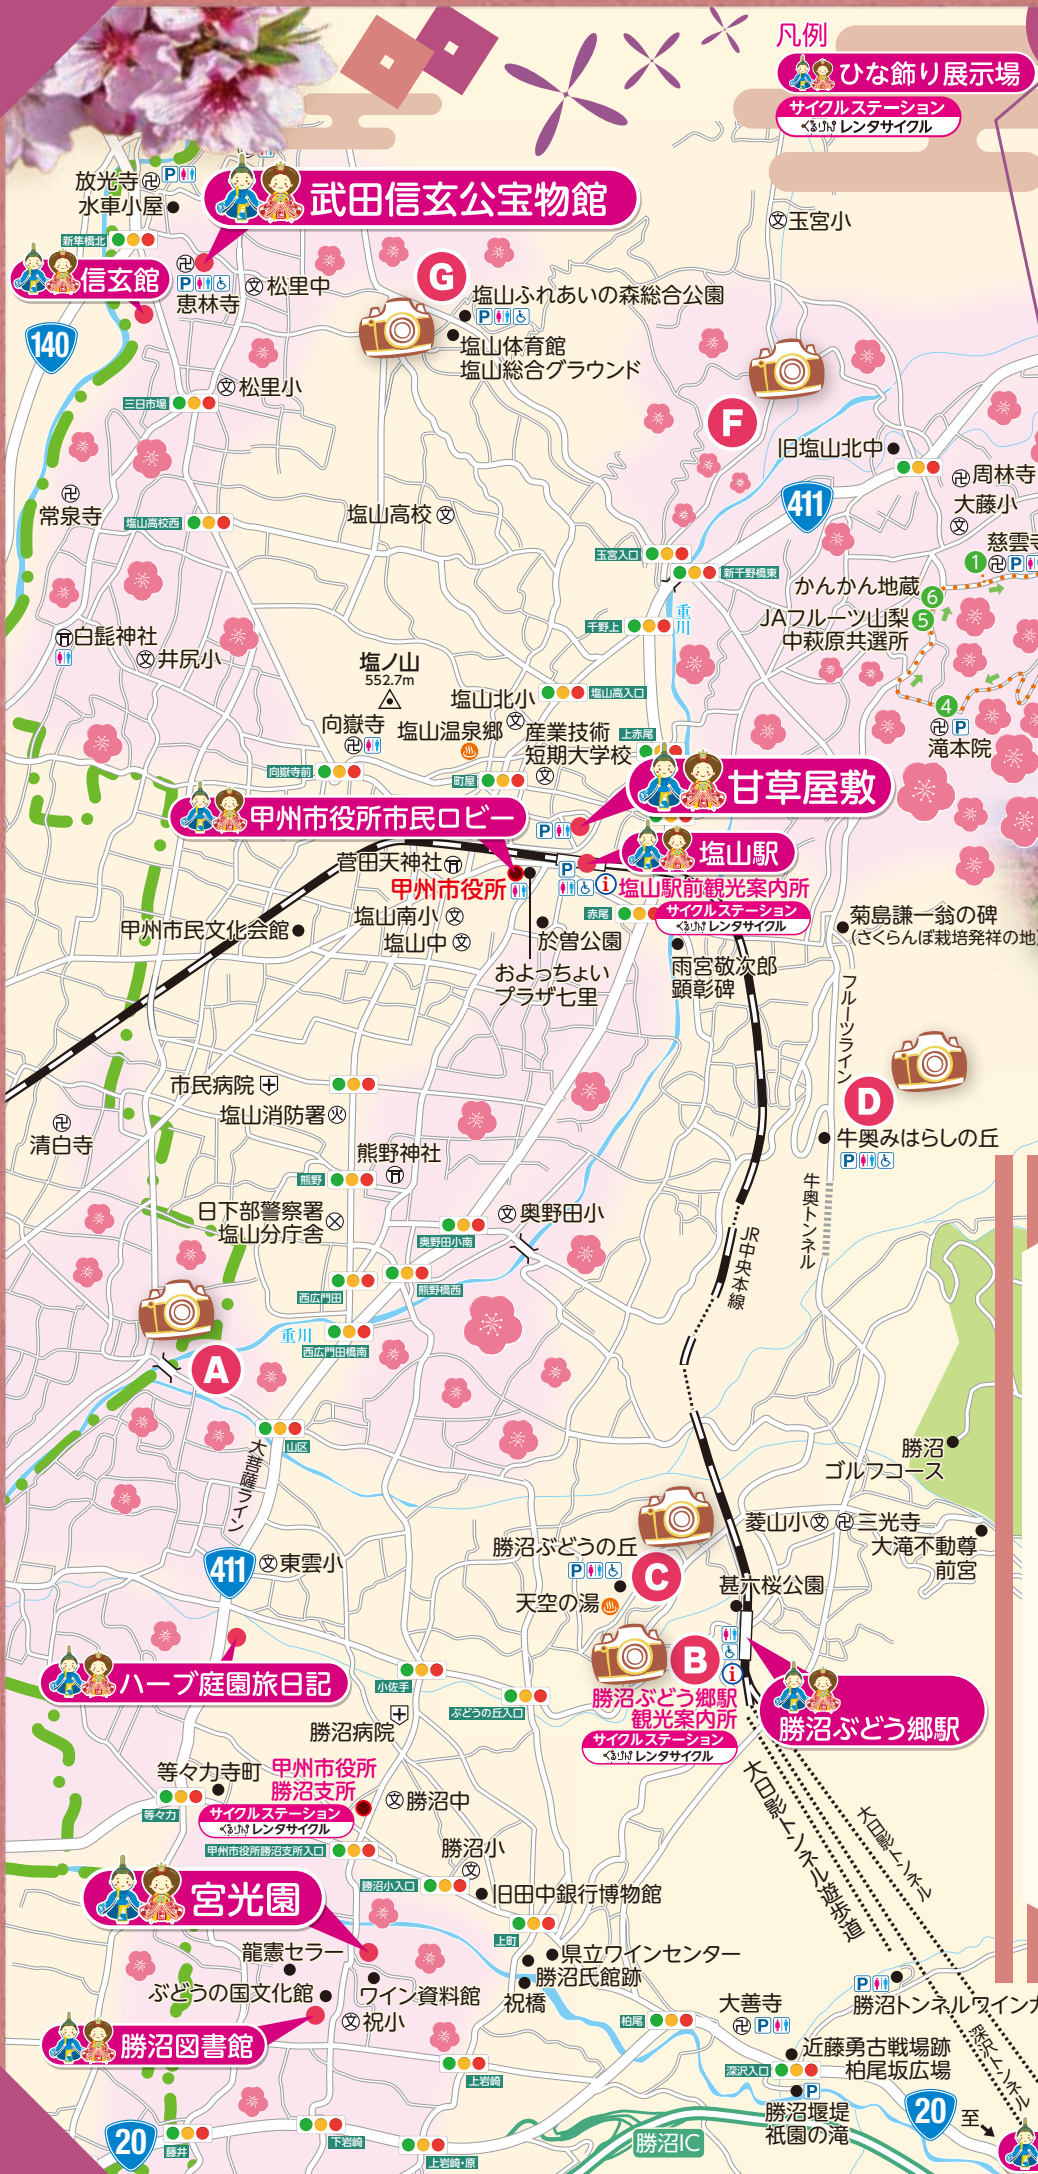 凡例
ひな飾り展示場
サイクルステーション
ぐるりん レンタサイクル
放光寺
P
水車小屋
武田信玄公宝物館
玉宮小
新隼橋北
信玄館
P
恵林寺
松里中
G
塩山ふれあいの森総合公園
P
塩山体育館
塩山総合グラウンド
140
松里小
三日市場
F
旧塩山北中
周林寺
411
大藤小
常泉寺
塩山高校西
塩山高校
慈雲寺
玉宮入口
新千野橋東
1
P
かんかん地蔵
6
JAフルーツ山梨
中萩原共選所
5
千野上
重川
白髭神社
井尻小
塩ノ山
552.7m
塩山北小
塩山高入口
4
P
滝本院
向嶽寺
塩山温泉郷
産業技術
短期大学校
上赤尾
向嶽寺前
町屋
甘草屋敷
甲州市役所市民ロビー
P
塩山駅
菅田天神社
P
甲州市役所
塩山駅前観光案内所
塩山南小
赤尾
サイクルステーション
ぐるりん レンタサイクル
甲州市民文化会館
塩山中
於曽公園
菊島謙一翁の碑
(さくらんぼ栽培発祥の地)
およっちょい
プラザ七里
雨宮敬次郎
顕彰碑
フルーツライン
市民病院
D
塩山消防署
牛奥みはらしの丘
P
清白寺
熊野神社
熊野
牛奥トンネル
日下部警察署
塩山分庁舎
奥野田小
奥野田小南
JR中央本線
西広門田
熊野橋西
重川
西広門田橋南
A
山区
大菩薩ライン
勝沼
ゴルフコース
菱山小
三光寺
勝沼ぶどうの丘
P
大滝不動尊
前宮
411
東雲小
C
天空の湯
甚六桜公園
B
ハーブ庭園旅日記
小佐手
勝沼ぶどう郷駅
観光案内所
サイクルステーション
ぐるりん レンタサイクル
勝沼ぶどう郷駅
ぶどうの丘入口
勝沼病院
等々力寺町
甲州市役所
勝沼支所
勝沼中
等々力
サイクルステーション
ぐるりん レンタサイクル
大日影トンネル遊歩道
大日影トンネル
甲州市役所勝沼支所入口
勝沼小
勝沼小入口
旧田中銀行博物館
宮光園
上町
龍憲セラー
県立ワインセンター
勝沼氏館跡
ぶどうの国文化館
ワイン資料館
祝橋
P
勝沼トンネルワインカ
祝小
柏尾
大善寺
P
勝沼図書館
近藤勇古戦場跡
柏尾坂広場
深沢入口
深沢トンネル
上岩崎
P
勝沼堰堤
祇園の滝
20
至
20
藤井
下岩崎
上岩崎・原
勝沼IC